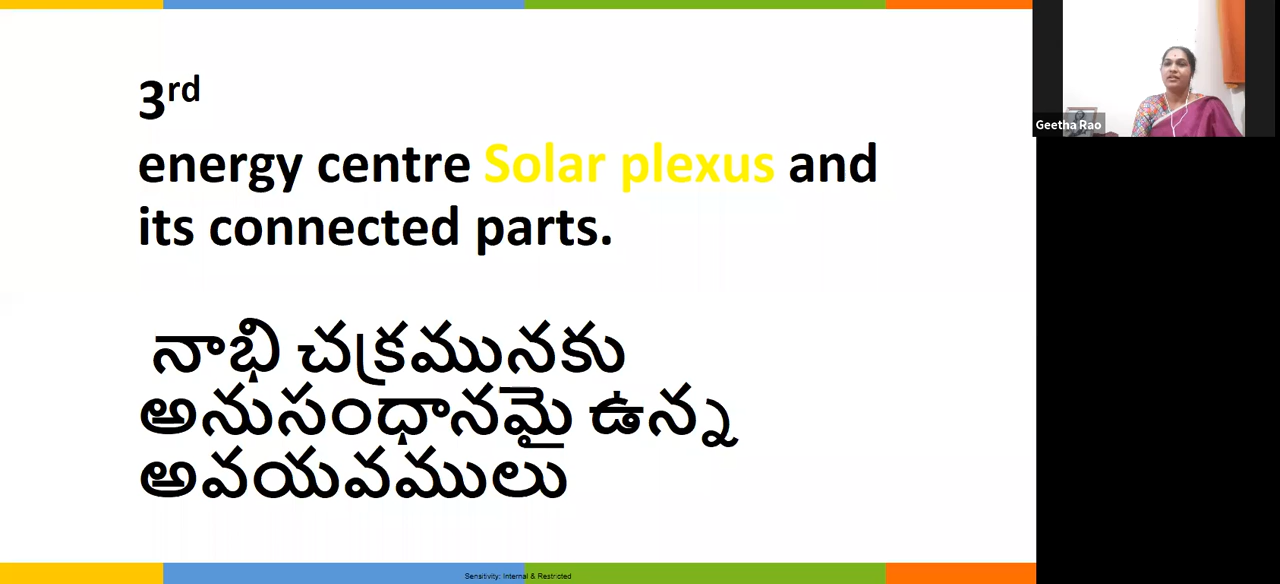 3rd
energy centre Solar plexus and
its connected parts.
నాభి చక్రమునకు
అనుసంధానమై ఉన్న
అవయవములు
Geetha Rao
Sensitivity: Internal & Restricted